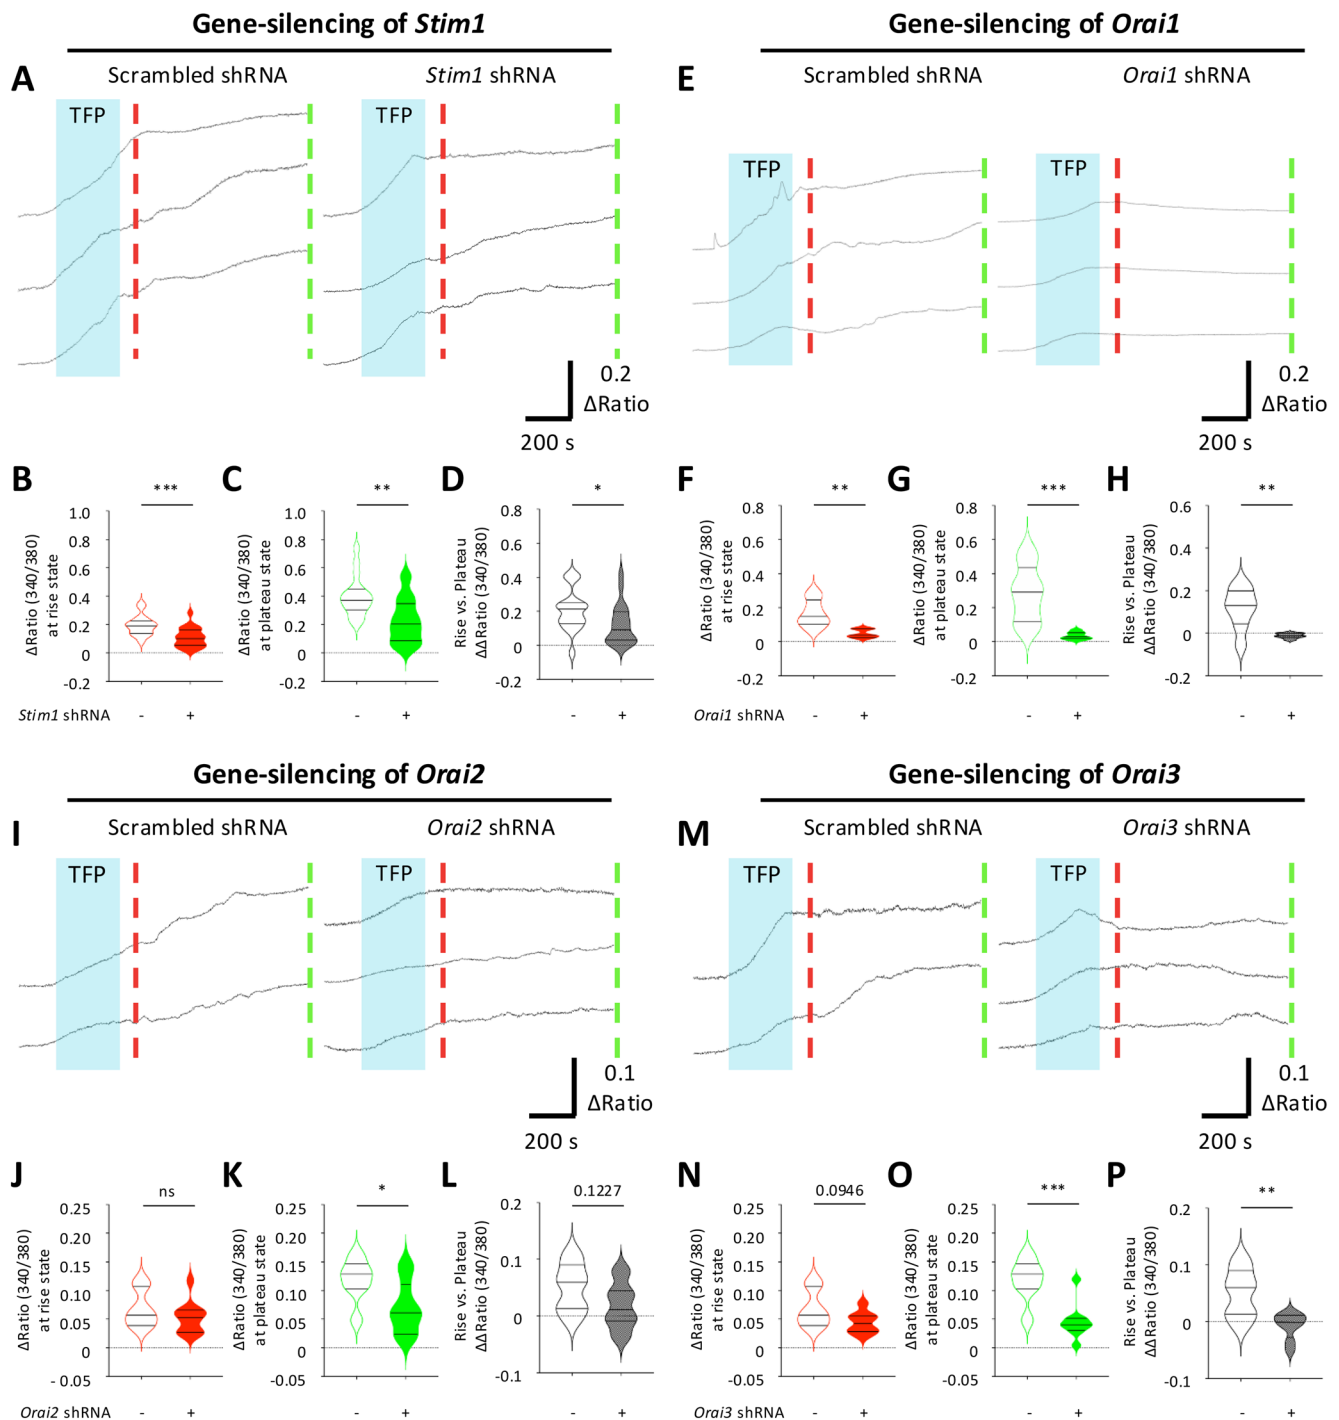 Gene-silencing of Stim1
Gene-silencing of Orai1
A
Scrambled shRNA
Stim1 shRNA
TFP
TFP
0.2
ΔRatio
200 s
E
Scrambled shRNA
Orai1 shRNA
TFP
TFP
0.2
ΔRatio
200 s
B
***
ΔRatio (340/380)
at rise state
1.0
0.8
0.6
0.4
0.2
0
-0.2
Stim1 shRNA
-
+
C
**
ΔRatio (340/380)
at plateau state
1.0
0.8
0.6
0.4
0.2
0
-0.2
-
+
D
*
Rise vs. Plateau
ΔΔRatio (340/380)
0.8
0.6
0.4
0.2
0
-0.2
-
+
F
**
ΔRatio (340/380)
at rise state
0.8
0.6
0.4
0.2
0
-0.2
Orai1 shRNA
-
+
G
***
ΔRatio (340/380)
at plateau state
0.8
0.6
0.4
0.2
0
-0.2
-
+
H
**
Rise vs. Plateau
ΔΔRatio (340/380)
0.6
0.4
0.2
0
-0.2
-
+
Gene-silencing of Orai2
Gene-silencing of Orai3
I
Scrambled shRNA
Orai2 shRNA
TFP
TFP
0.1
ΔRatio
200 s
M
Scrambled shRNA
Orai3 shRNA
TFP
TFP
0.1
ΔRatio
200 s
J
ns
ΔRatio (340/380)
at rise state
0.25
0.20
0.15
0.10
0.05
0
- 0.05
Orai2 shRNA
-
+
K
*
ΔRatio (340/380)
at plateau state
0.25
0.20
0.15
0.10
0.05
0
-0.05
-
+
L
0.1227
Rise vs. Plateau
ΔΔRatio (340/380)
0.2
0.1
0
-0.1
-
+
N
0.0946
ΔRatio (340/380)
at rise state
0.25
0.20
0.15
0.10
0.05
0
-0.05
Orai3 shRNA
-
+
O
***
ΔRatio (340/380)
at plateau state
0.25
0.20
0.15
0.10
0.05
0
-0.05
-
+
P
**
Rise vs. Plateau
ΔΔRatio (340/380)
0.2
0.1
0
-0.1
-
+